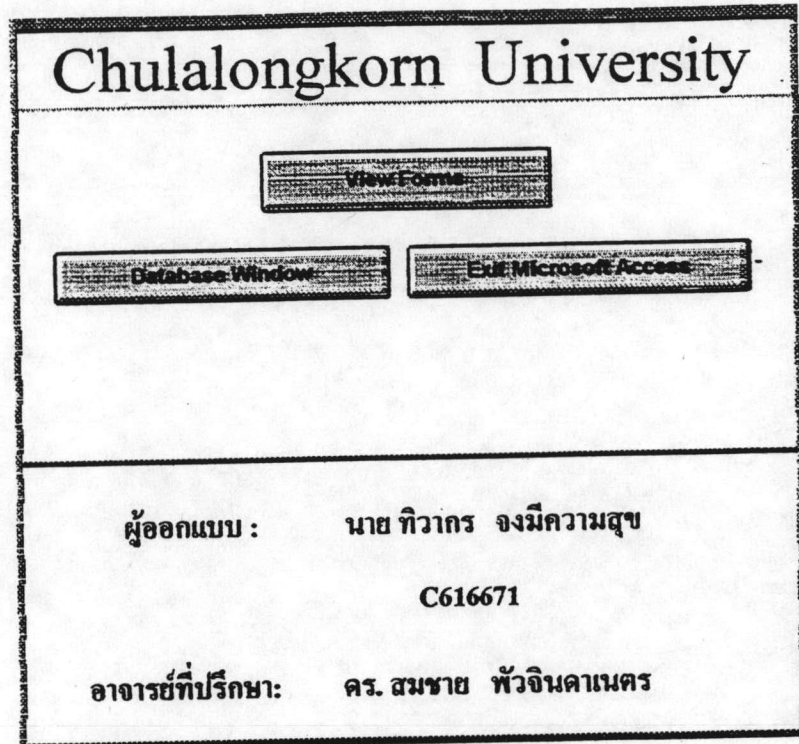 Chulalongkorn University
View Forms
Database Window Exit Microsoft Access
ผู้ออกแบบ : นาย ทิวากร จงมีความสุข
C616671
อาจารย์ที่ปรึกษา: ดร. สมชาย พัวจินดาเนตร